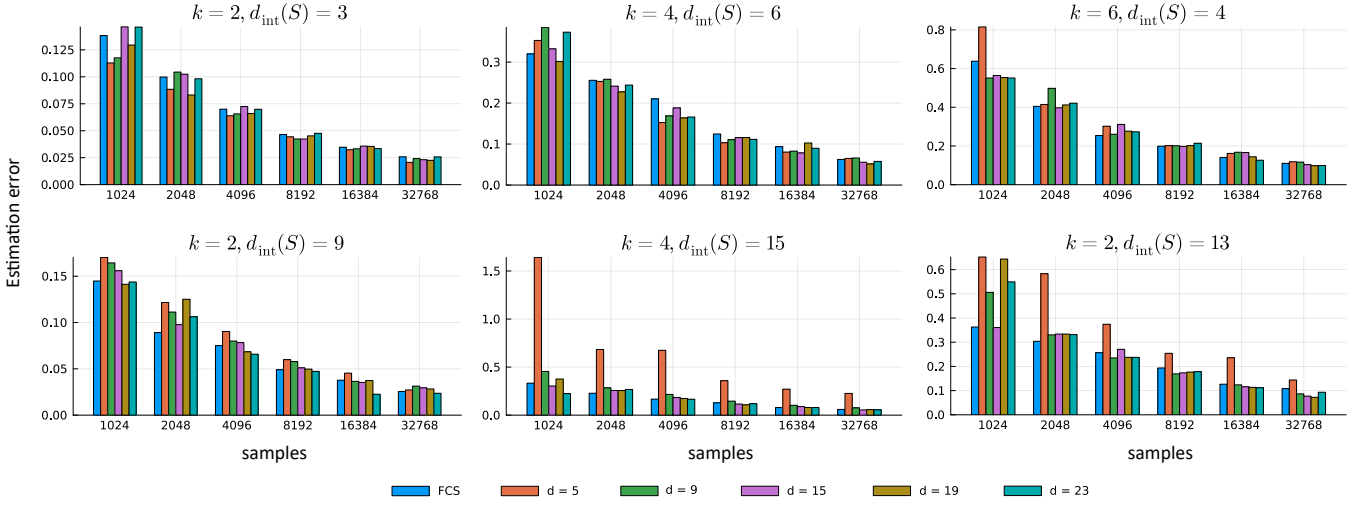 k = 2, d_int(S) = 3
0.125
0.100
0.075
0.050
0.025
0.000
1024 2048 4096 8192 16384 32768
k = 4, d_int(S) = 6
0.3
0.2
0.1
0.0
1024 2048 4096 8192 16384 32768
k = 6, d_int(S) = 4
0.8
0.6
0.4
0.2
0.0
1024 2048 4096 8192 16384 32768
Estimation error
k = 2, d_int(S) = 9
0.15
0.10
0.05
0.00
1024 2048 4096 8192 16384 32768
samples
k = 4, d_int(S) = 15
1.5
1.0
0.5
0.0
1024 2048 4096 8192 16384 32768
samples
k = 2, d_int(S) = 13
0.6
0.5
0.4
0.3
0.2
0.1
0.0
1024 2048 4096 8192 16384 32768
samples
FCS d = 5 d = 9 d = 15 d = 19 d = 23